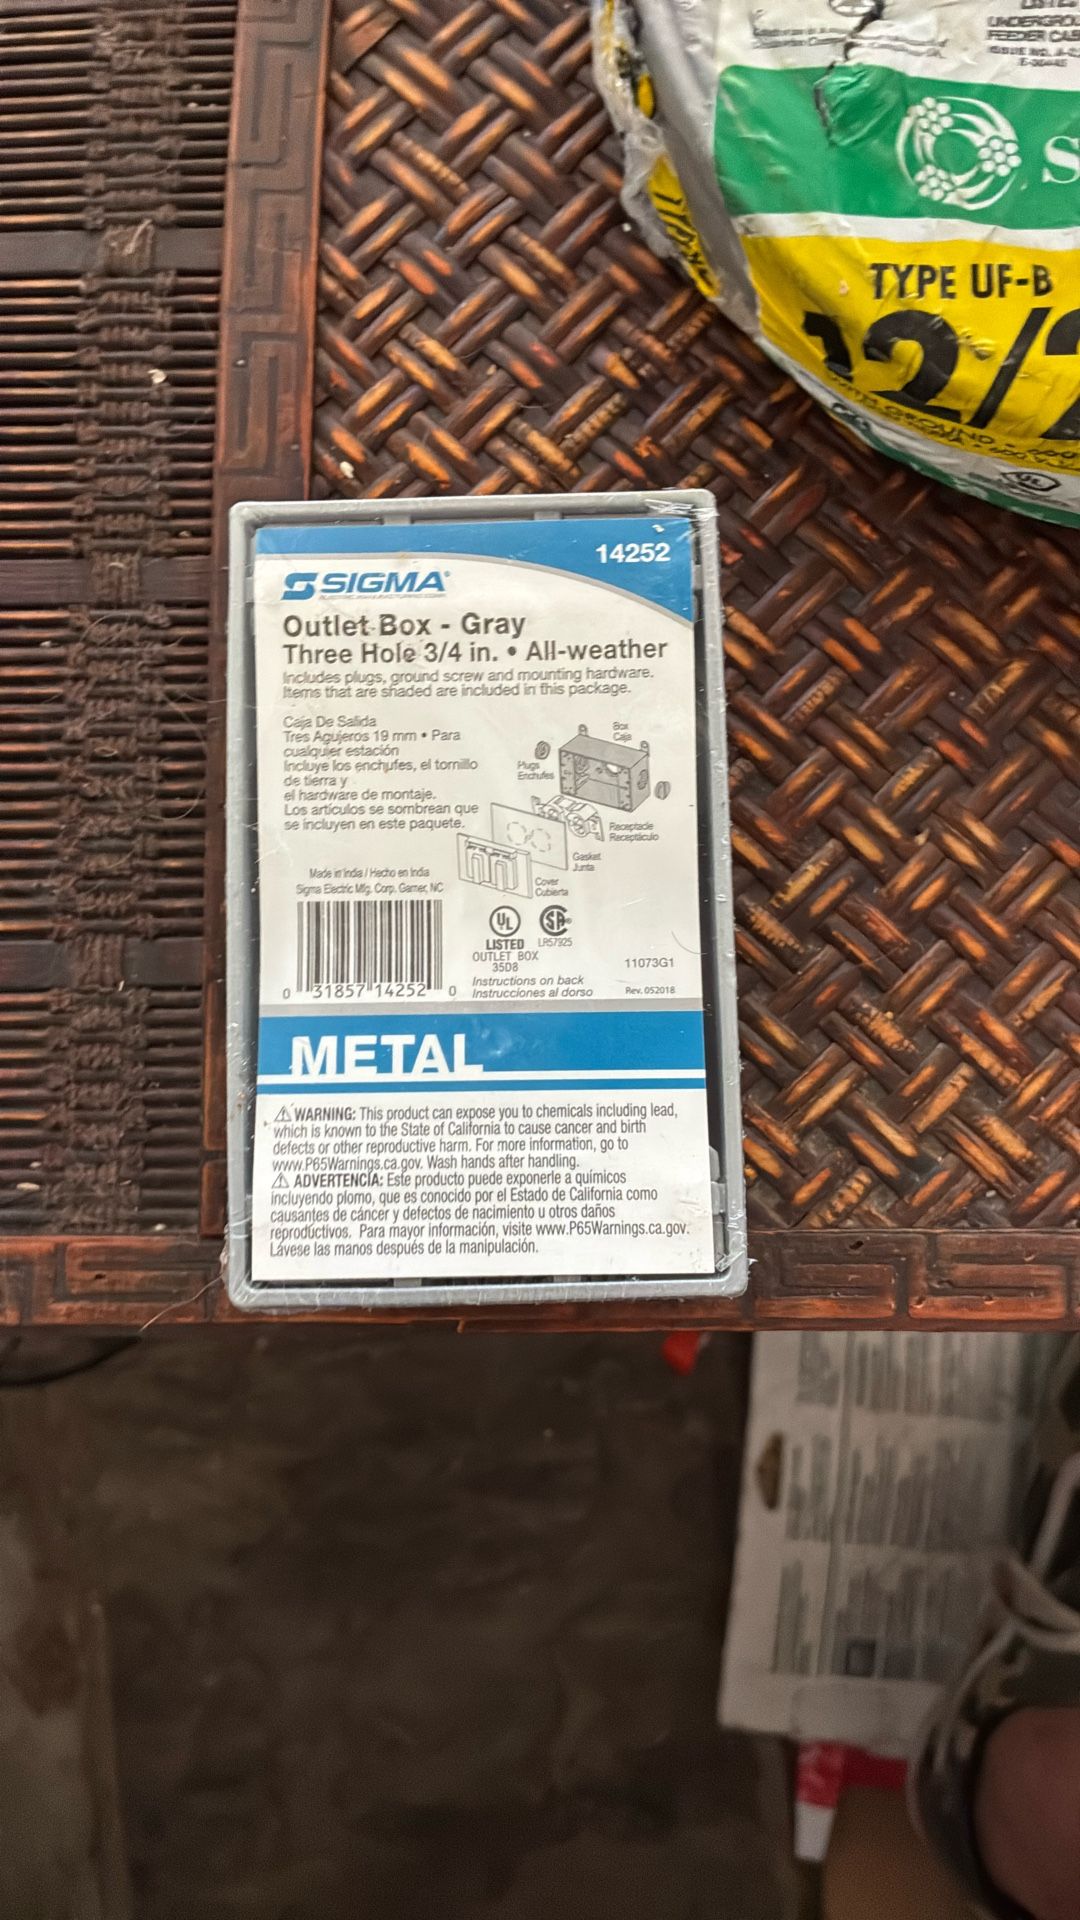 UNDERGROU
FEEDER CAB
S
TYPE UF-B
12/2
GROUND
UL
14252
SIGMA
Outlet Box - Gray
Three Hole 3/4 in. • All-weather
Includes plugs, ground screw and mounting hardware.
Items that are shaded are included in this package.
Caja De Salida
Tres Agujeros 19 mm • Para
cualquier estación
Incluye los enchufes, el tornillo
de tierra y
el hardware de montaje.
Los artículos se sombrean que
se incluyen en este paquete.
Box
Caja
Plugs
Enchufes
Receptacle
Receptáculo
Gasket
Junta
Cover
Cubierta
Made in India / Hecho en India
Sigma Electric Mfg. Corp. Garner, NC
0 31857 14252 0
UL
LISTED
OUTLET BOX
35D8
SA
LR57925
Instructions on back
Instrucciones al dorso
11073G1
Rev. 052018
METAL
⚠ WARNING: This product can expose you to chemicals including lead,
which is known to the State of California to cause cancer and birth
defects or other reproductive harm. For more information, go to
www.P65Warnings.ca.gov. Wash hands after handling.
⚠ ADVERTENCIA: Este producto puede exponerle a químicos
incluyendo plomo, que es conocido por el Estado de California como
causantes de cáncer y defectos de nacimiento u otros daños
reproductivos. Para mayor información, visite www.P65Warnings.ca.gov.
Lávese las manos después de la manipulación.